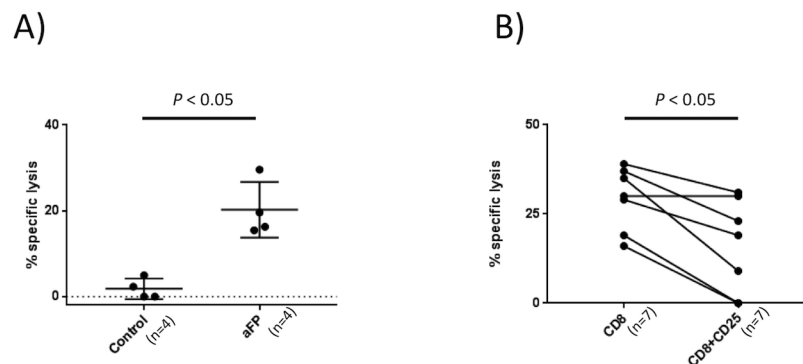 A)
P < 0.05
% specific lysis
40
20
0
Control (n=4)
aFP (n=4)
B)
P < 0.05
% specific lysis
50
25
0
CD8 (n=7)
CD8+CD25 (n=7)